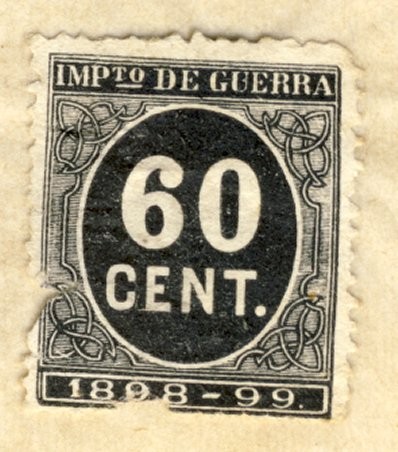 IMPTO DE GUERRA
60
CENT.
1898-99.